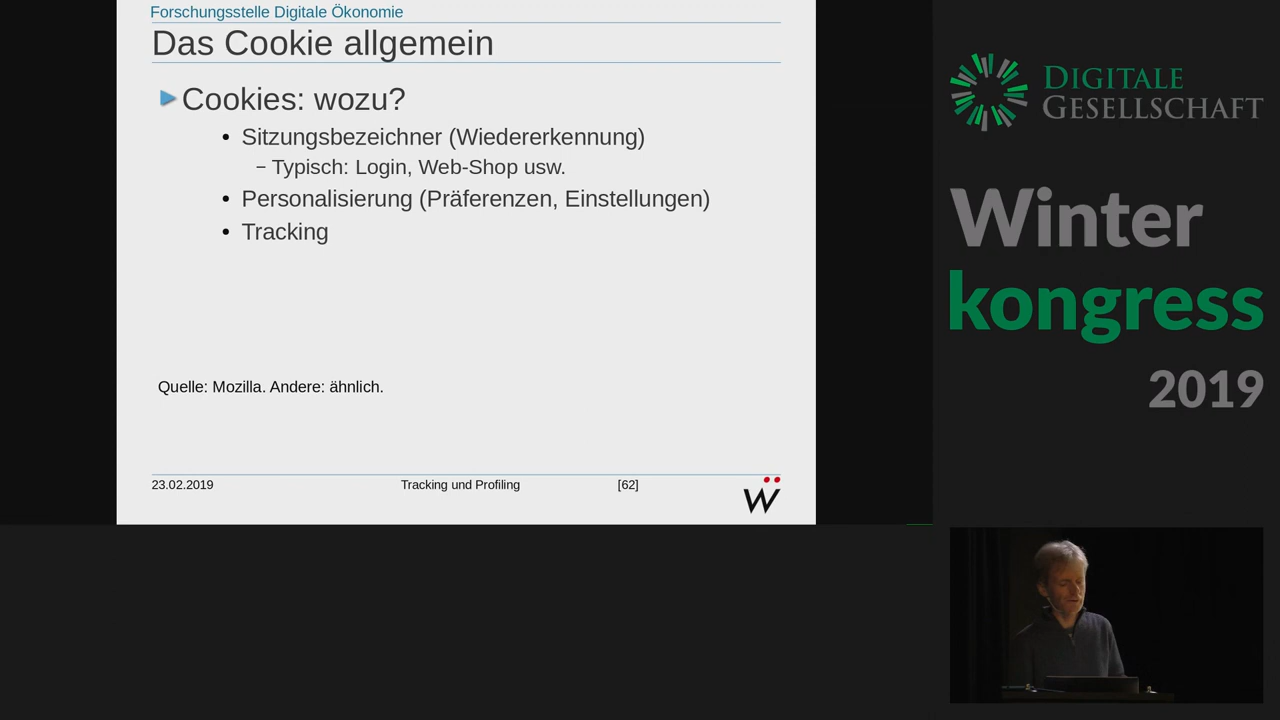 Forschungsstelle Digitale Ökonomie
Das Cookie allgemein
Cookies: wozu?
• Sitzungsbezeichner (Wiedererkennung)
– Typisch: Login, Web-Shop usw.
• Personalisierung (Präferenzen, Einstellungen)
• Tracking
Quelle: Mozilla. Andere: ähnlich.
23.02.2019 Tracking und Profiling [62]
DIGITALE
GESELLSCHAFT
Winter
kongress
2019